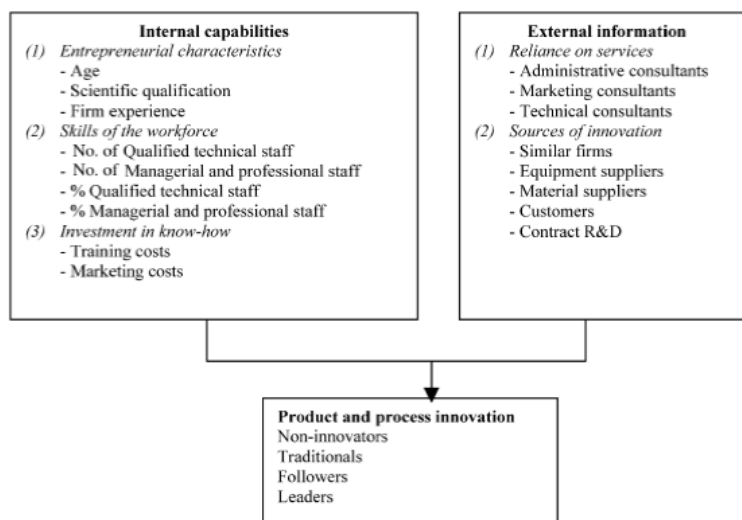 Internal capabilities
(1) Entrepreneurial characteristics
- Age
- Scientific qualification
- Firm experience
(2) Skills of the workforce
- No. of Qualified technical staff
- No. of Managerial and professional staff
- % Qualified technical staff
- % Managerial and professional staff
(3) Investment in know-how
- Training costs
- Marketing costs
External information
(1) Reliance on services
- Administrative consultants
- Marketing consultants
- Technical consultants
(2) Sources of innovation
- Similar firms
- Equipment suppliers
- Material suppliers
- Customers
- Contract R&D
Product and process innovation
Non-innovators
Traditionals
Followers
Leaders